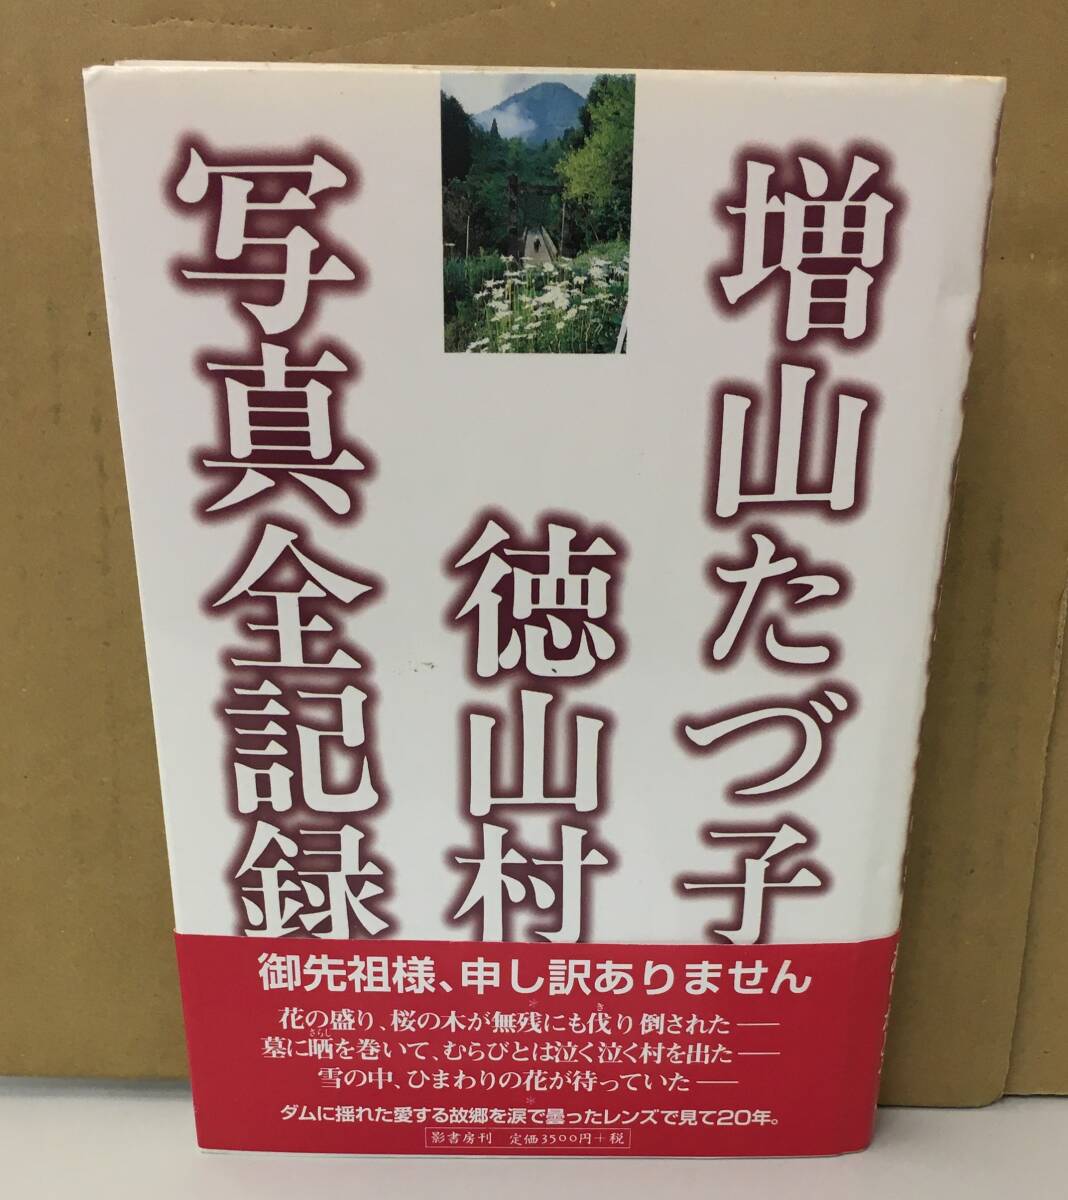 増山たづ子
徳山村
写真全記録
御先祖様、申し訳ありません
花の盛り、桜の木が無残にも伐り倒された——
墓に晒を巻いて、むらびとは泣く泣く村を出た——
雪の中、ひまわりの花が待っていた——
ダムに揺れた愛する故郷を涙で曇ったレンズで見て20年。
影書房刊 定価3500円+税